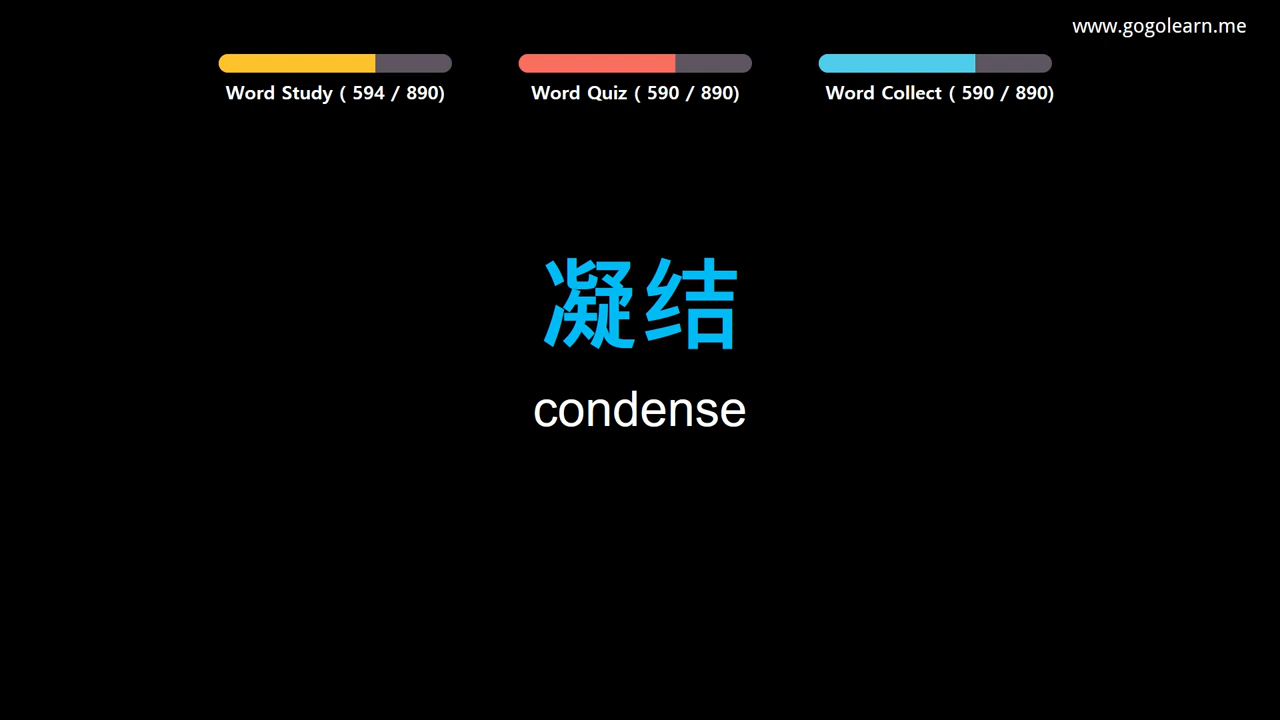 www.gogolearn.me
Word Study ( 594 / 890)
Word Quiz ( 590 / 890)
Word Collect ( 590 / 890)
凝结
condense